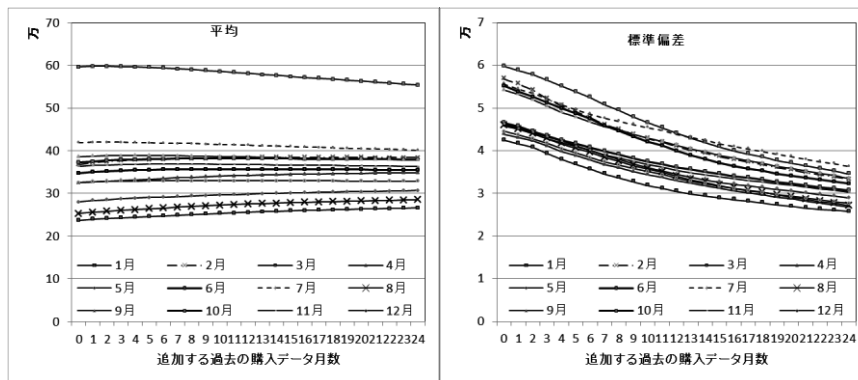 万
平均
70
60
50
40
30
20
10
0
1月 2月 3月 4月
5月 6月 7月 8月
9月 10月 11月 12月
0 1 2 3 4 5 6 7 8 9 101112131415161718192021222324
追加する過去の購入データ月数
万
標準偏差
7
6
5
4
3
2
1
0
1月 2月 3月 4月
5月 6月 7月 8月
9月 10月 11月 12月
0 1 2 3 4 5 6 7 8 9 101112131415161718192021222324
追加する過去の購入データ月数